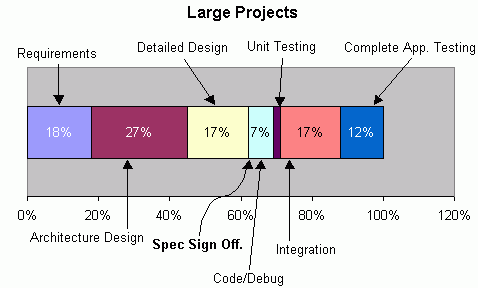 Large Projects
Requirements
Detailed Design
Unit Testing
Complete App. Testing
18%
27%
17%
7%
17%
12%
0%
20%
40%
60%
80%
100%
120%
Architecture Design
Spec Sign Off.
Integration
Code/Debug